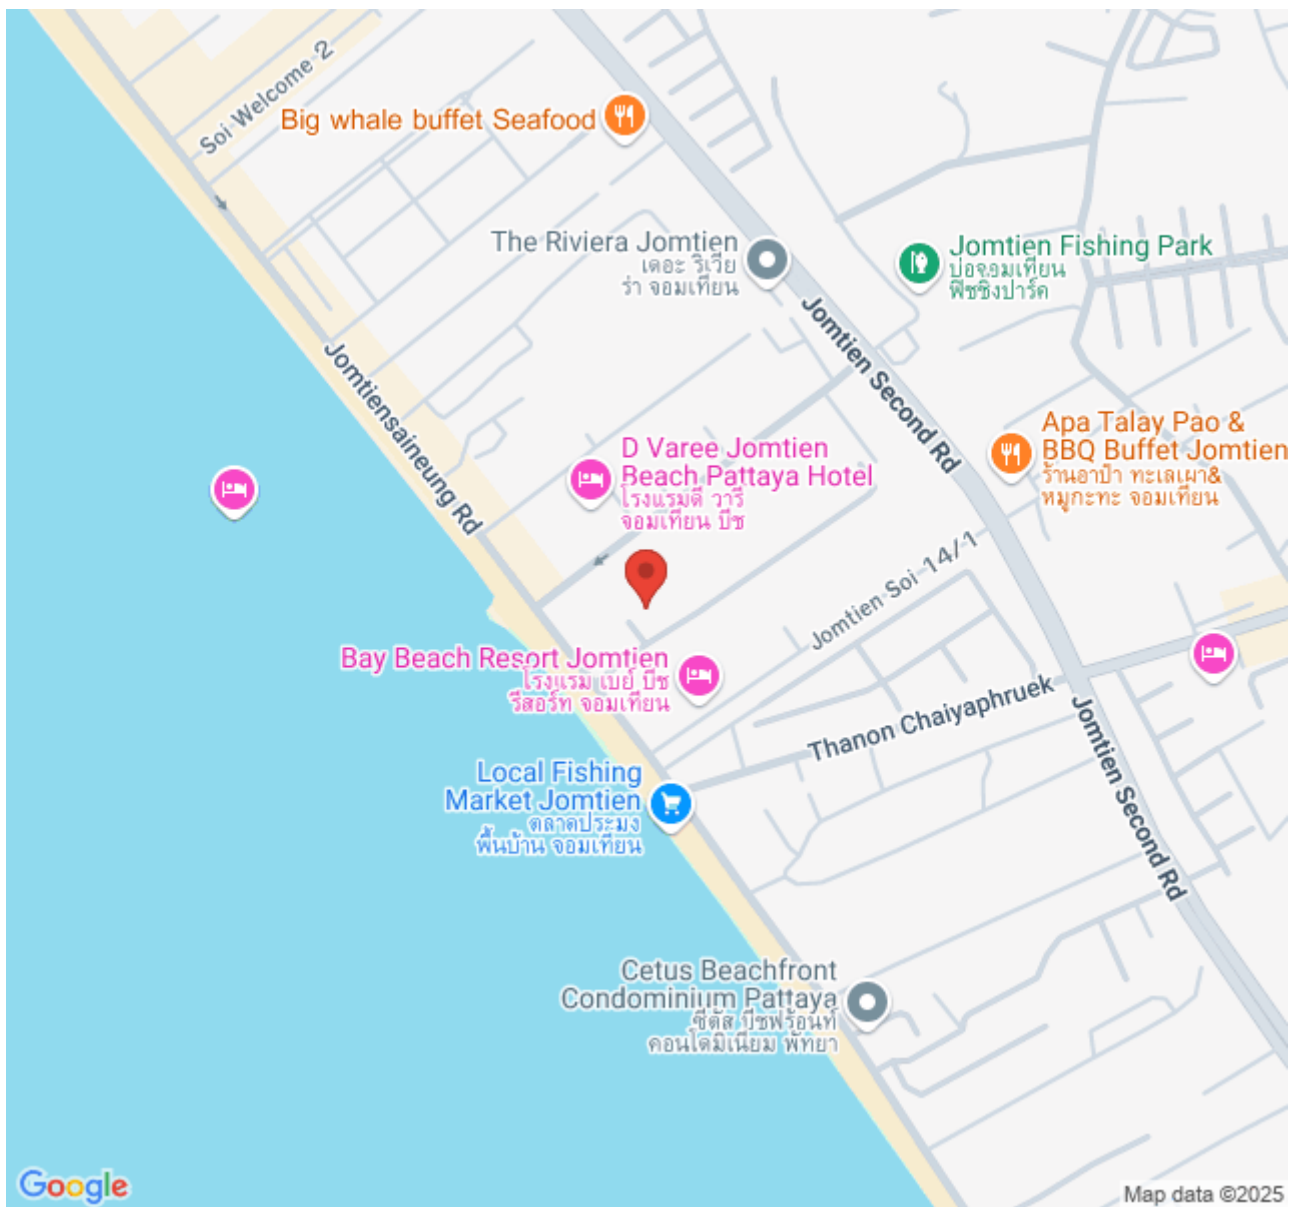 Soi Welcome 2
Big whale buffet Seafood
The Riviera Jomtien
เดอะ ริเวีย
ร่า จอมเทียน
Jomtien Fishing Park
บ่อจอมเทียน
ฟิชชิ่งปาร์ค
Jomtien Second Rd
Jomtiensaineung Rd
Apa Talay Pao &
BBQ Buffet Jomtien
ร้านอาป๋า ทะเลเผา&
หมูกะทะ จอมเทียน
D Varee Jomtien
Beach Pattaya Hotel
โรงแรมดี วารี
จอมเทียน บีช
Jomtien Soi 14/1
Bay Beach Resort Jomtien
โรงแรม เบย์ บีช
รีสอร์ท จอมเทียน
Thanon Chaiyaphruek
Jomtien Second Rd
Local Fishing
Market Jomtien
ตลาดประมง
พื้นบ้าน จอมเทียน
Cetus Beachfront
Condominium Pattaya
ซีตัส บีชฟร้อนท์
คอนโดมิเนียม พัทยา
Google
Map data ©2025